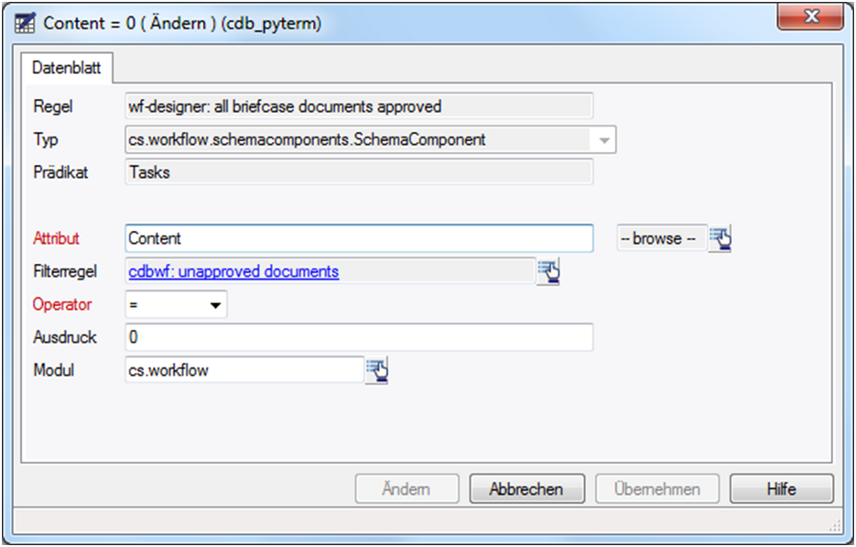 Content = 0 ( Ändern ) (cdb_pyterm)
Datenblatt
Regel wf-designer: all briefcase documents approved
Typ cs.workflow.schemacomponents.SchemaComponent
Prädikat Tasks
Attribut Content -- browse --
Filterregel cdbwf: unapproved documents
Operator =
Ausdruck 0
Modul cs.workflow
Ändern Abbrechen Übernehmen Hilfe